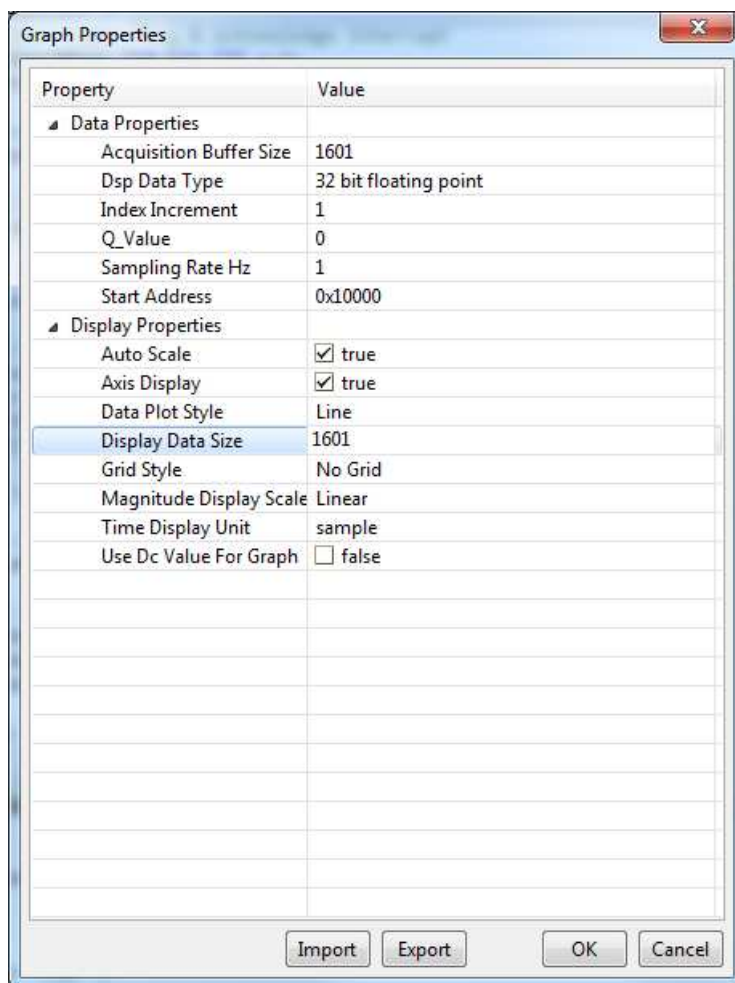 Graph Properties
Property Value
Data Properties
Acquisition Buffer Size 1601
Dsp Data Type 32 bit floating point
Index Increment 1
Q_Value 0
Sampling Rate Hz 1
Start Address 0x10000
Display Properties
Auto Scale true
Axis Display true
Data Plot Style Line
Display Data Size 1601
Grid Style No Grid
Magnitude Display Scale Linear
Time Display Unit sample
Use Dc Value For Graph false
Import Export OK Cancel